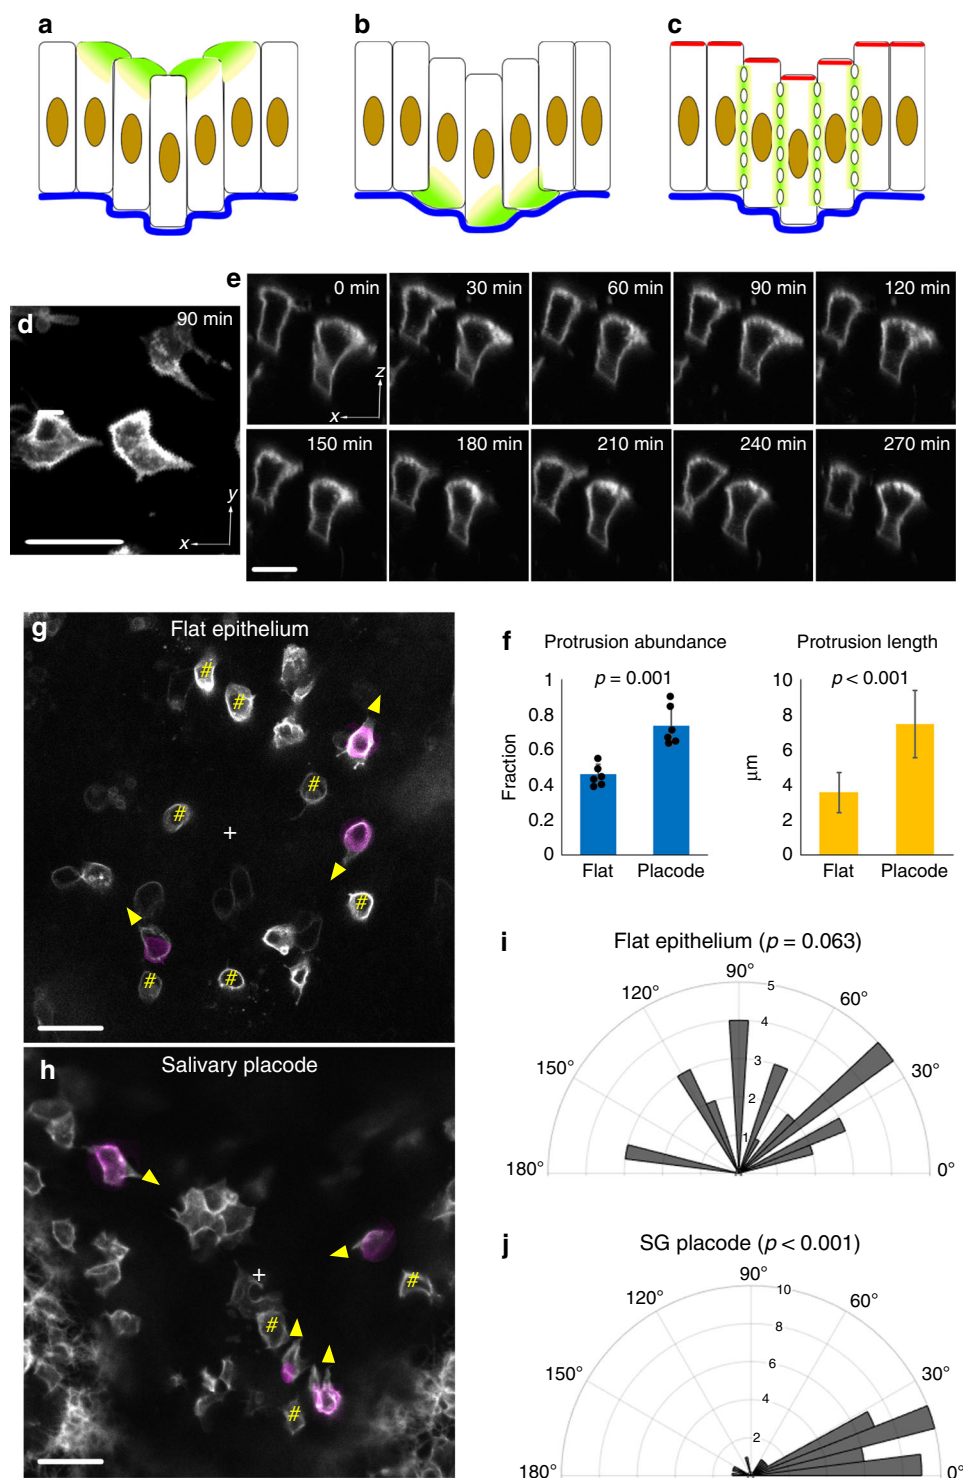 a
b
c
d
90 min
y
x
e
0 min
30 min
60 min
90 min
120 min
z
x
150 min
180 min
210 min
240 min
270 min
g
Flat epithelium
#
#
#
#
+
#
#
#
h
Salivary placode
+
#
#
#
f
Protrusion abundance
p = 0.001
1
0.8
0.6
0.4
0.2
0
Fraction
Flat
Placode
Protrusion length
p < 0.001
10
8
6
4
2
0
µm
Flat
Placode
i
Flat epithelium (p = 0.063)
90°
120°
60°
150°
30°
180°
0°
5
4
3
2
1
j
SG placode (p < 0.001)
90°
120°
60°
150°
30°
180°
0°
10
8
6
4
2